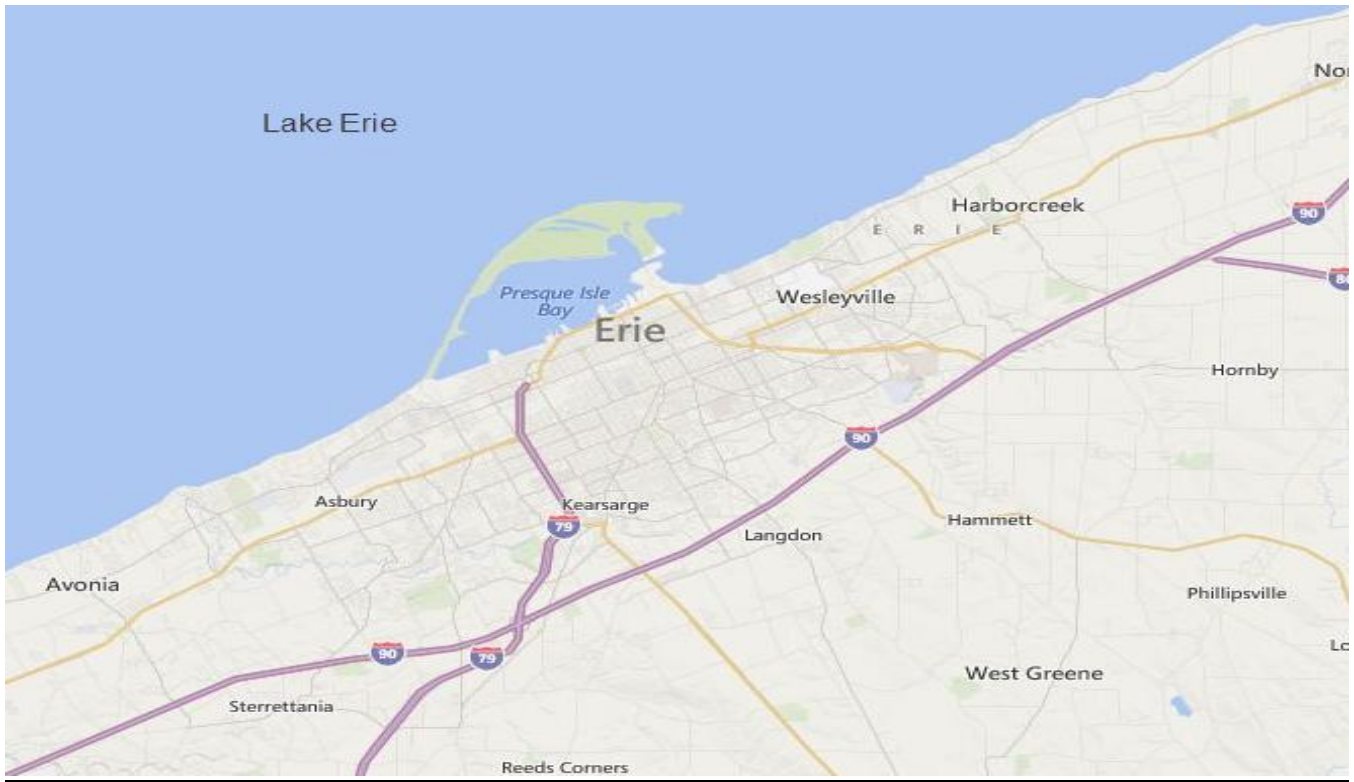 Nor
Lake Erie
Harborcreek
90
E R I E
86
Presque Isle
Bay
Wesleyville
Erie
Hornby
90
Asbury
Kearsarge
79
Hammett
Langdon
Avonia
Phillipsville
90
79
Lo
West Greene
Sterrettania
Reeds Corners